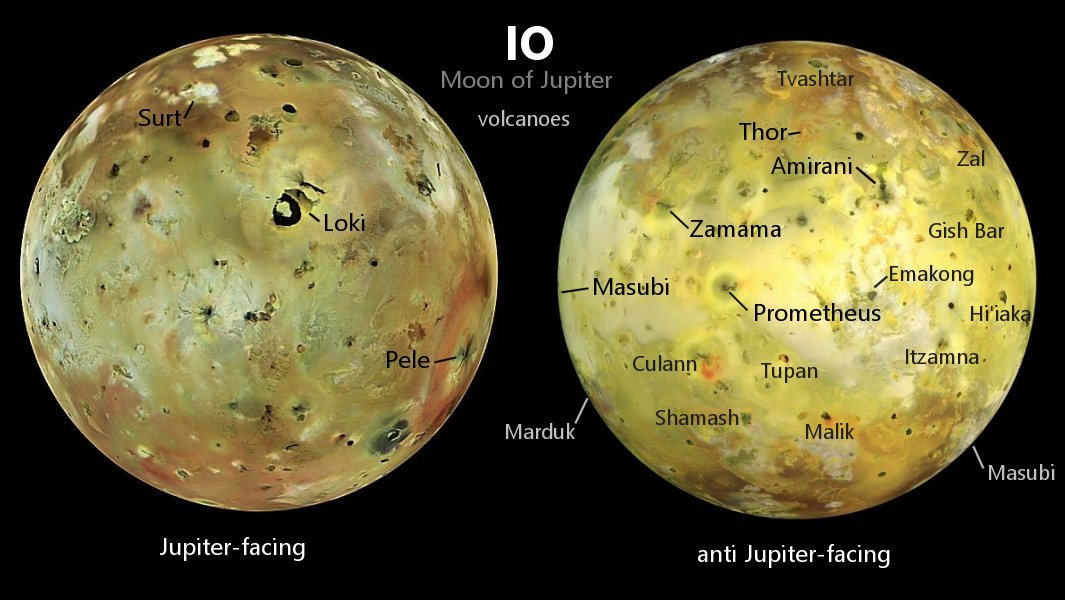 IO
Moon of Jupiter
volcanoes
Surt
Loki
Pele
Jupiter-facing
Tvashtar
Thor
Amirani
Zal
Zamama
Gish Bar
Masubi
Emakong
Prometheus
Hi'iaka
Culann
Tupan
Itzamna
Shamash
Malik
Marduk
Masubi
anti Jupiter-facing